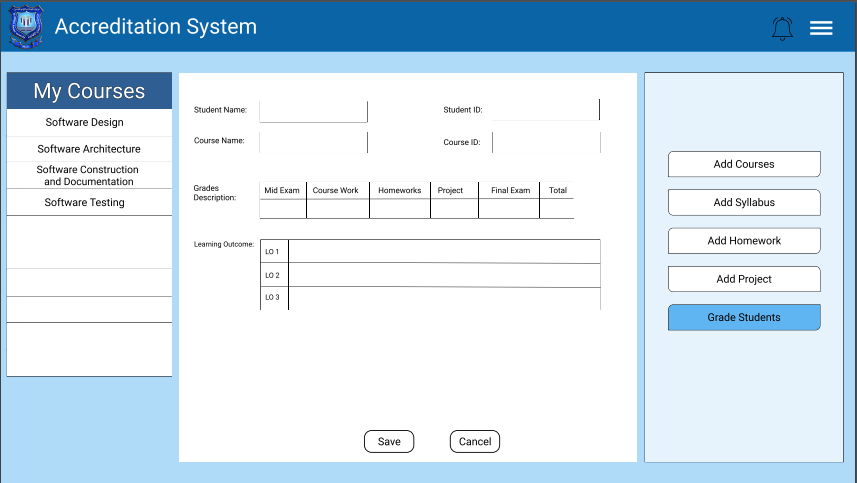 Accreditation System
My Courses
Software Design
Software Architecture
Software Construction
and Documentation
Software Testing
Student Name:
Student ID:
Course Name:
Course ID:
Grades
Description:
Mid Exam Course Work Homeworks Project Final Exam Total
Learning Outcome:
LO 1
LO 2
LO 3
Save
Cancel
Add Courses
Add Syllabus
Add Homework
Add Project
Grade Students